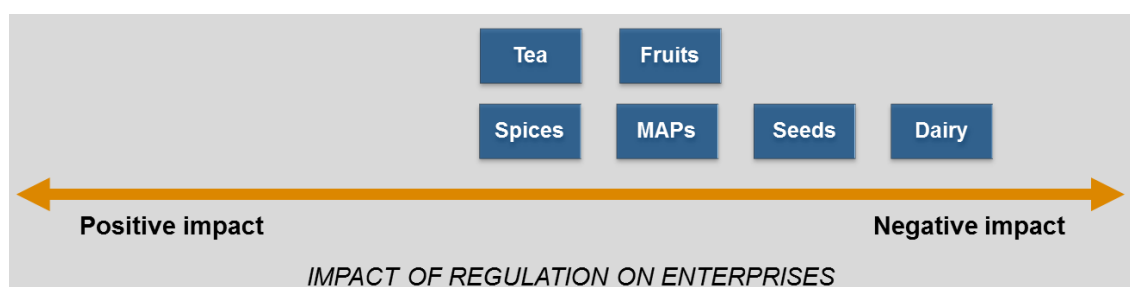 Tea Fruits
Spices MAPs Seeds Dairy
Positive impact Negative impact
IMPACT OF REGULATION ON ENTERPRISES